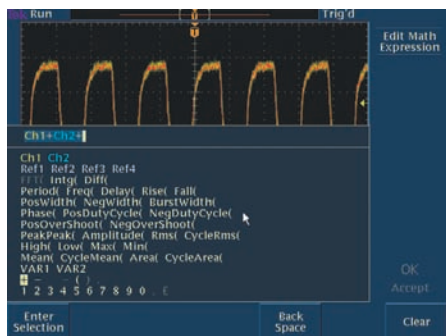 Run Trig'd
Edit Math
Expression
Ch1+Ch2+
Ch1 Ch2
Ref1 Ref2 Ref3 Ref4
FFT( Intg( Diff(
Period( Freq( Delay( Rise( Fall(
PosWidth( NegWidth( BurstWidth(
Phase( PosDutyCycle( NegDutyCycle(
PosOverShoot( NegOverShoot(
PeakPeak( Amplitude( Rms( CycleRms(
High( Low( Max( Min(
Mean( CycleMean( Area( CycleArea(
VAR1 VAR2
+ - ( )
1 2 3 4 5 6 7 8 9 0 . E
OK
Accept
Enter
Selection
Back
Space
Clear